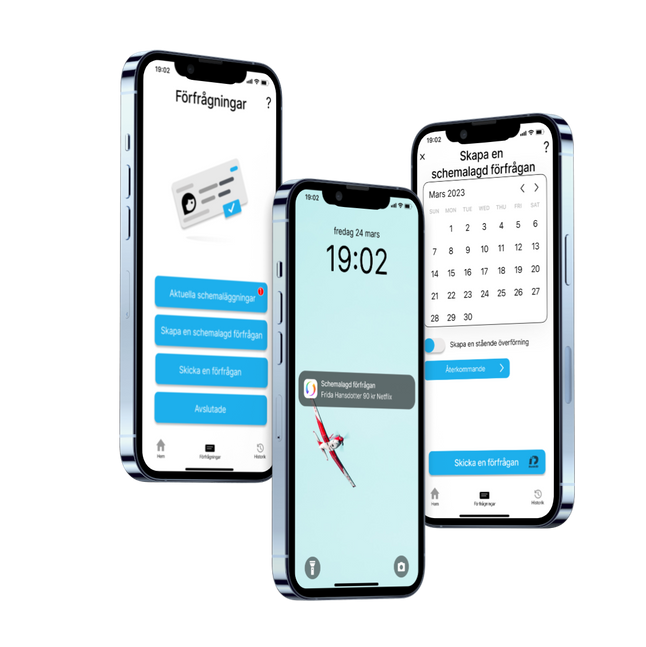 19:02
Förfrågningar
?
Aktuella schemaläggningar
Skapa en schemalagd förfrågan
Skicka en förfrågan
Avslutade
Hem
Förfrågningar
Historik
19:02
fredag 24 mars
19:02
Schemalagd förfrågan
Frida Hansdotter 90 kr Netflix
19:02
×
?
Skapa en
schemalagd förfrågan
Mars 2023
SUN MON TUE WED THU FRI SAT
1 2 3 4 5 6
7 8 9 10 11 12 13
14 15 16 17 18 19 20
21 22 23 24 25 26 27
28 29 30
Skapa en stående överförning
Återkommande
Skicka en förfrågan
Hem
Förfrågningar
Historik